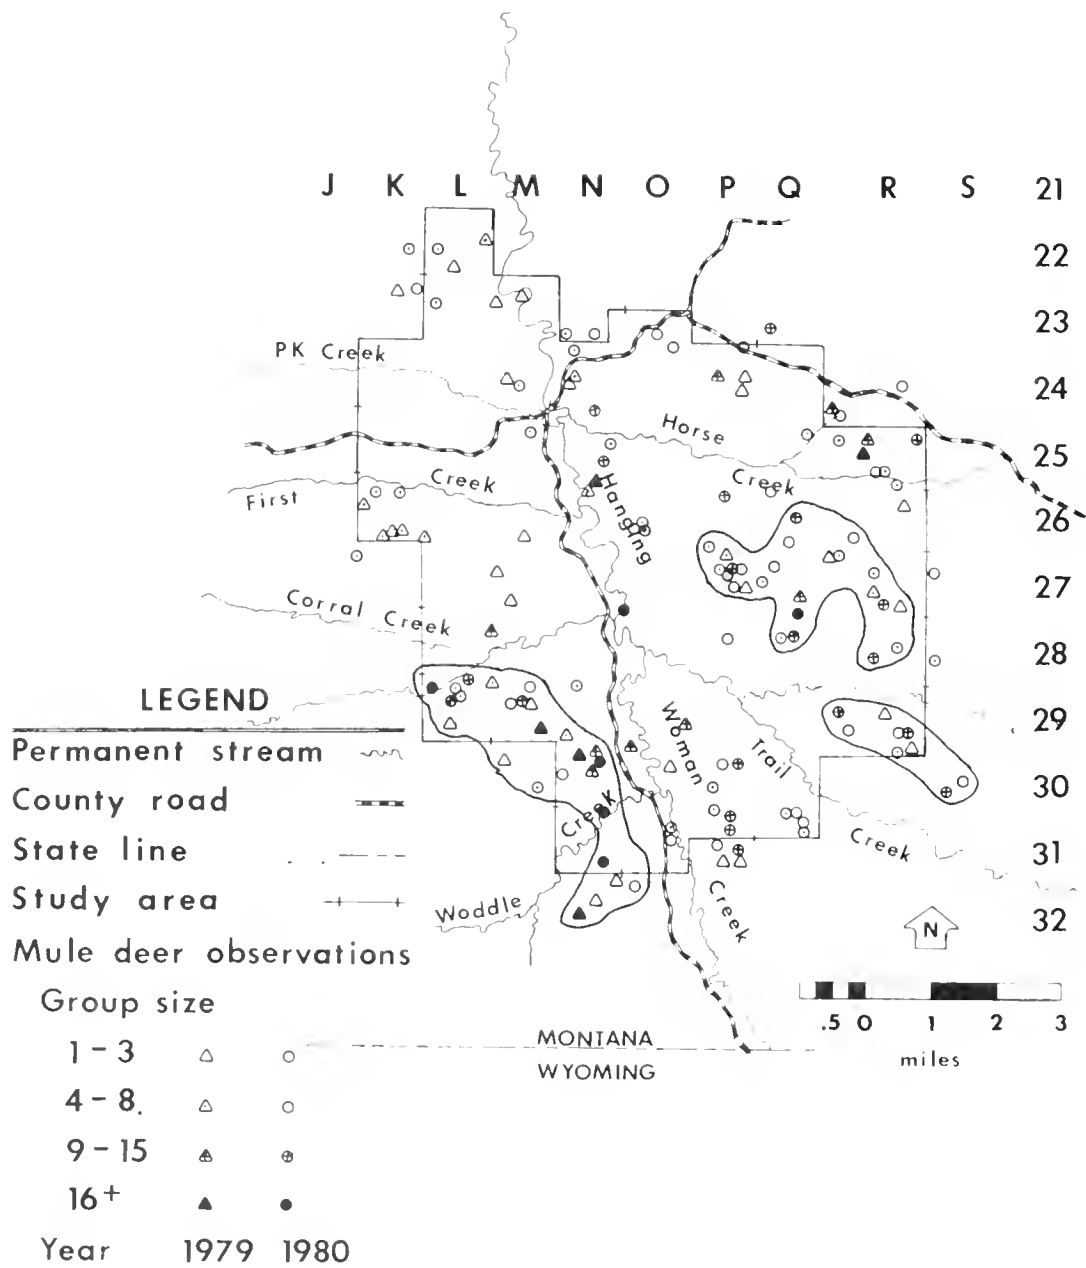 J K L M N O P Q R S 21
22
23
PK Creek
24
Horse
25
First Creek Creek
Hanging
26
27
Corral Creek
28
LEGEND
29
Permanent stream
Woman Trail
30
County road
Creek
Creek
State line
31
Study area
Woddle
Creek
32
N
Mule deer observations
Group size
.5 0 1 2 3
miles
MONTANA
WYOMING
1 - 3
4 - 8.
9 - 15
16+
Year 1979 1980